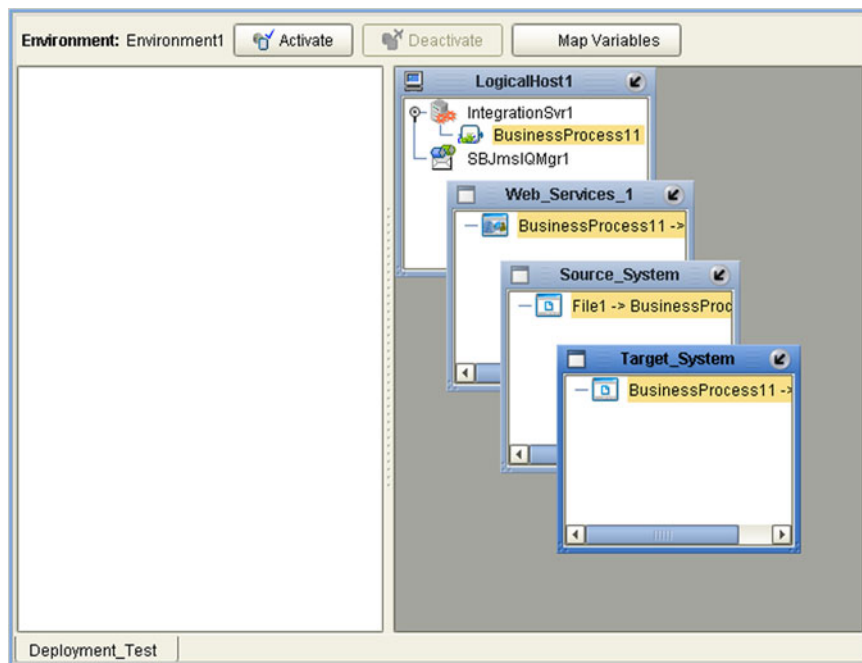 Environment: Environment1 Activate Deactivate Map Variables
LogicalHost1
IntegrationSvr1
BusinessProcess11
SBJmsIQMgr1
Web_Services_1
BusinessProcess11 ->
Source_System
File1 -> BusinessProc
Target_System
BusinessProcess11 ->
Deployment_Test